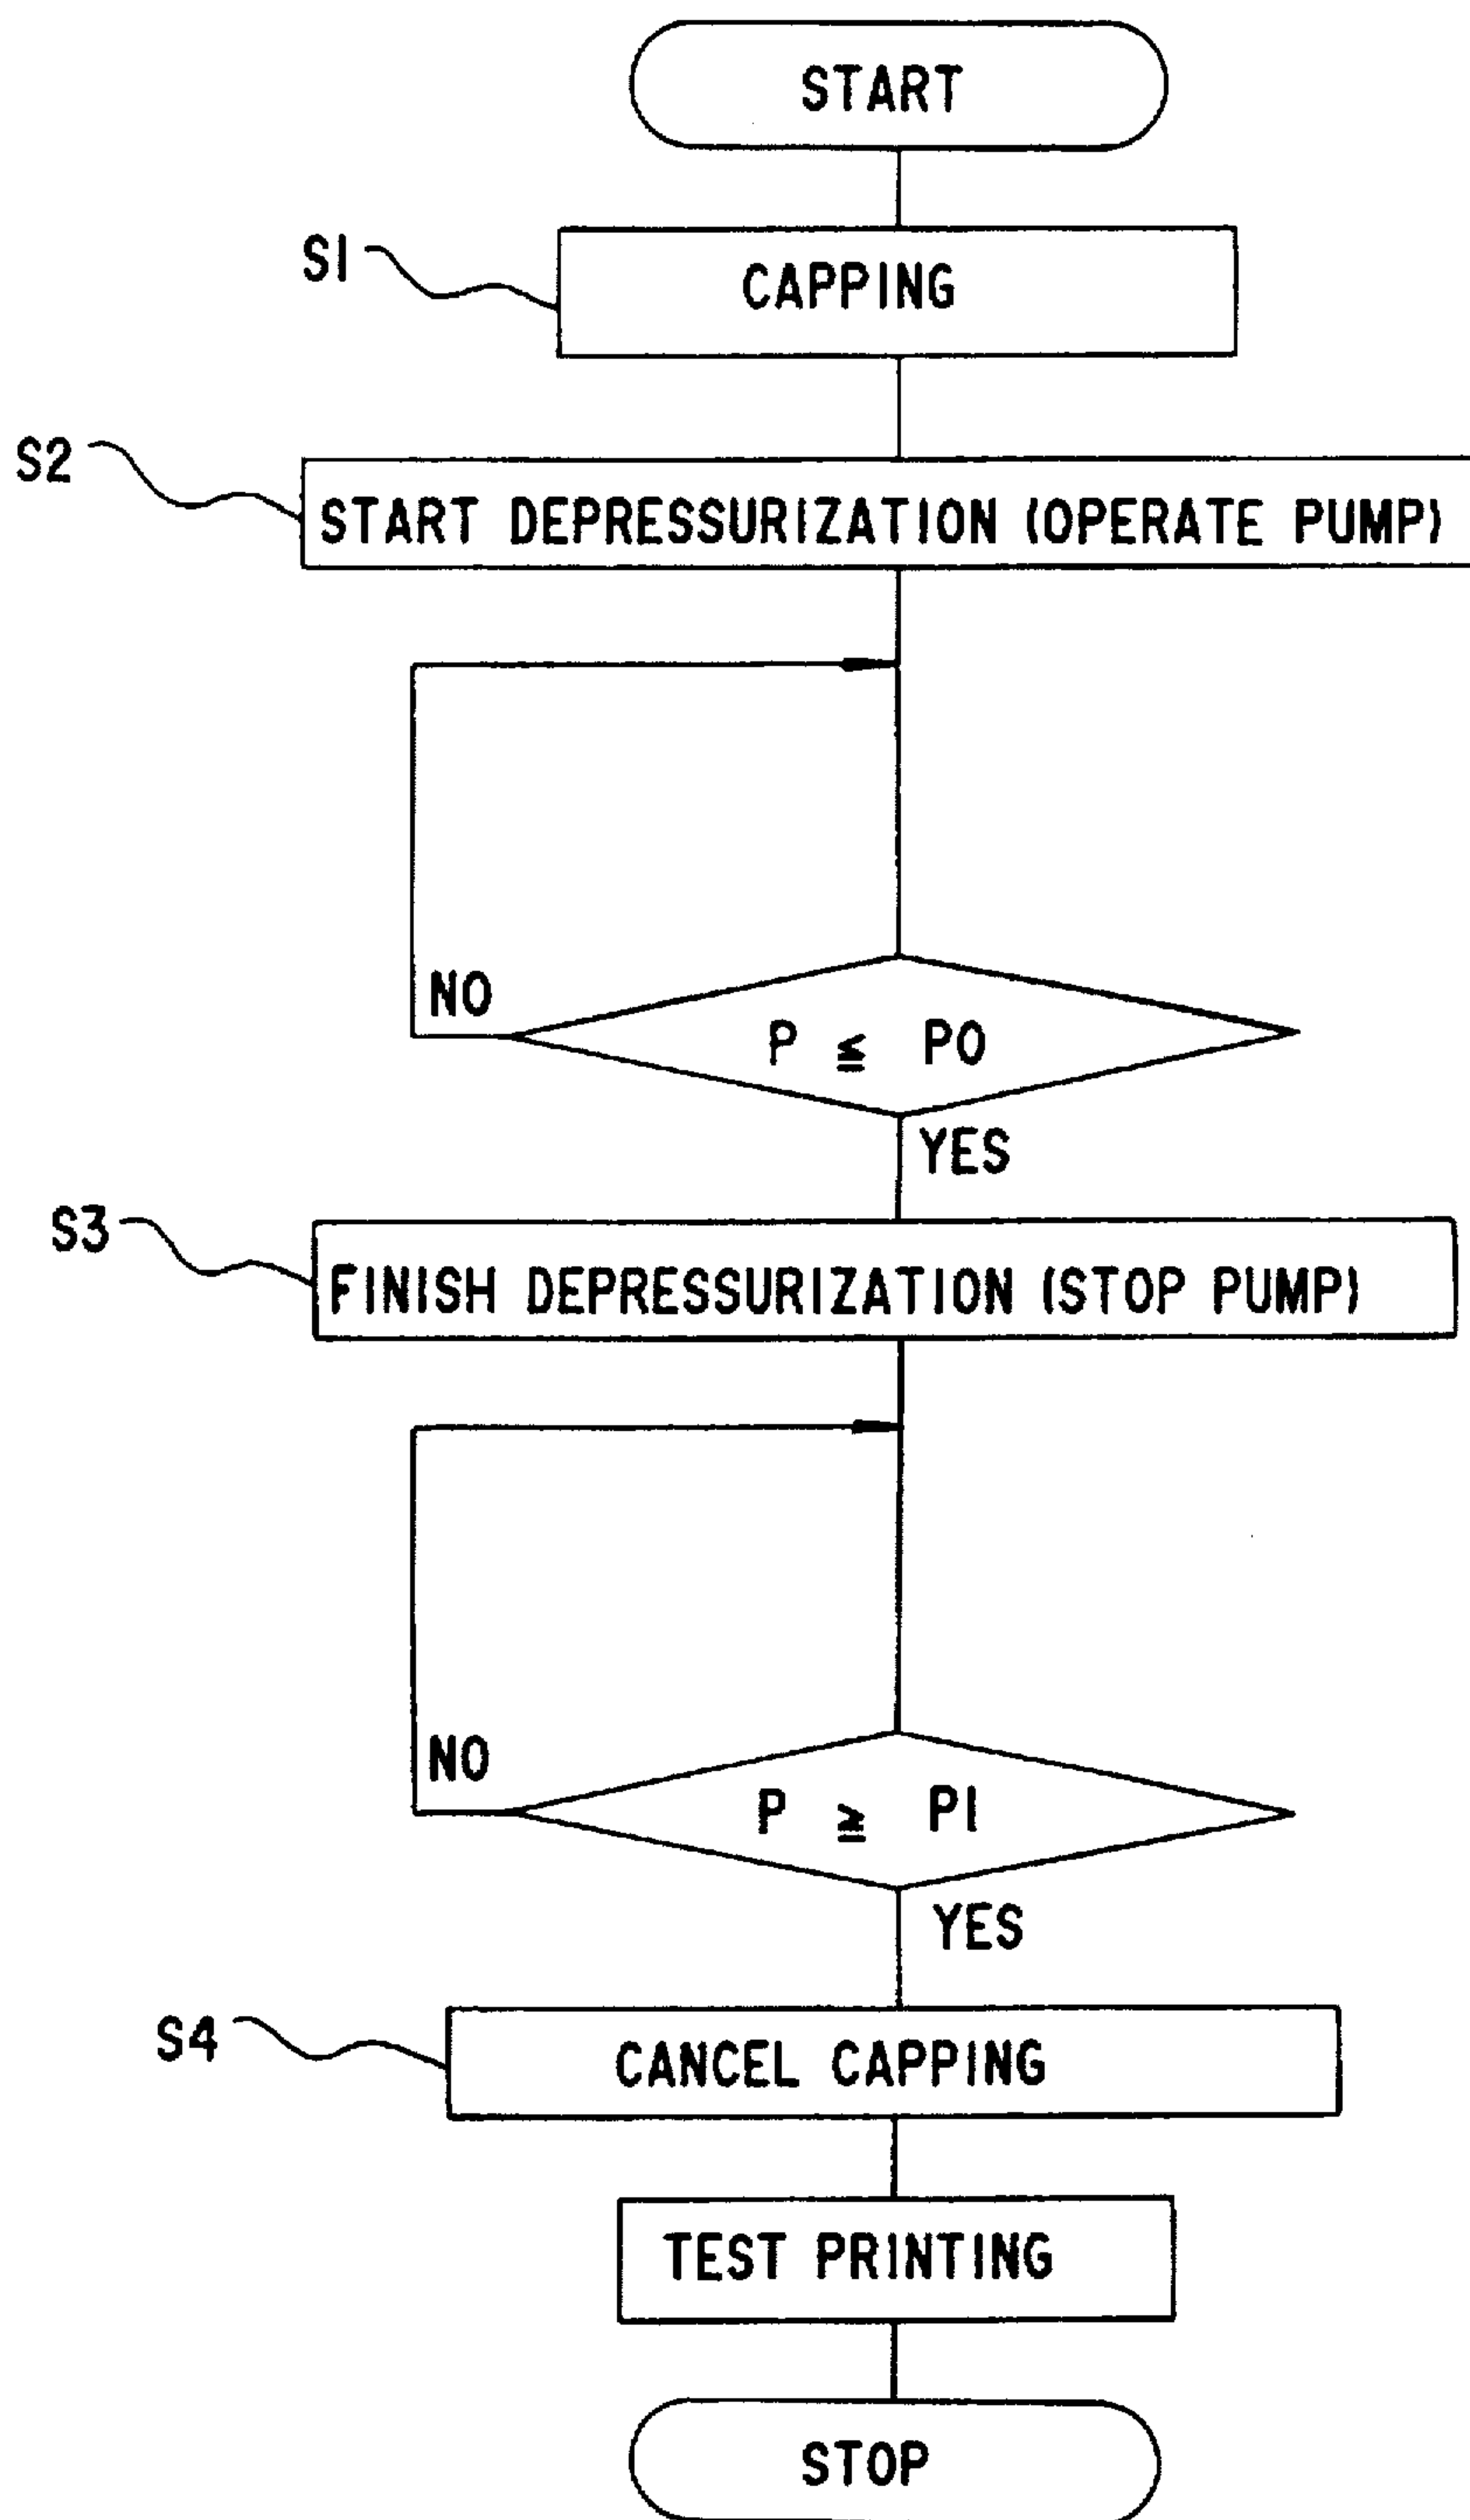 START
S1
CAPPING
S2
START DEPRESSURIZATION (OPERATE PUMP)
NO
P ≦ P0
YES
S3
FINISH DEPRESSURIZATION (STOP PUMP)
NO
P ≧ P1
YES
S4
CANCEL CAPPING
TEST PRINTING
STOP